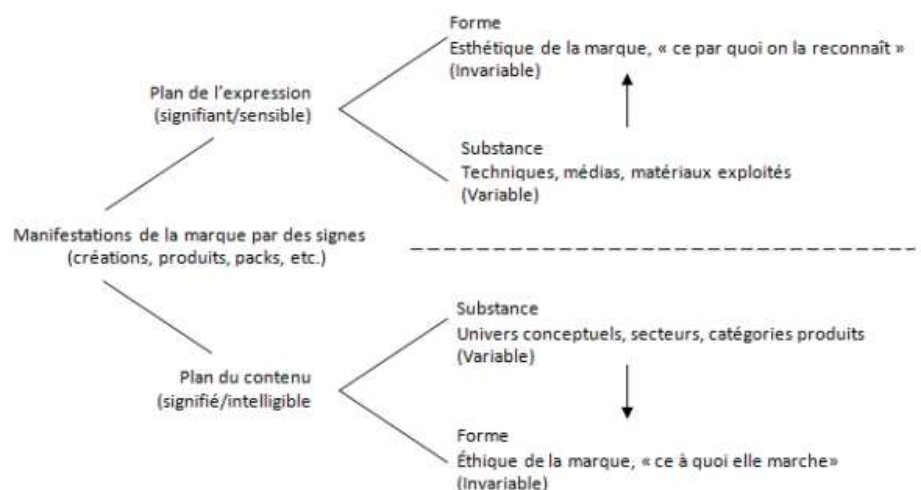 Forme
Esthétique de la marque, « ce par quoi on la reconnaît »
(Invariable)
Plan de l’expression
(signifiant/sensible)
Substance
Techniques, médias, matériaux exploités
(Variable)
Manifestations de la marque par des signes
(créations, produits, packs, etc.)
Substance
Univers conceptuels, secteurs, catégories produits
(Variable)
Plan du contenu
(signifié/intelligible
Forme
Éthique de la marque, « ce à quoi elle marche»
(Invariable)